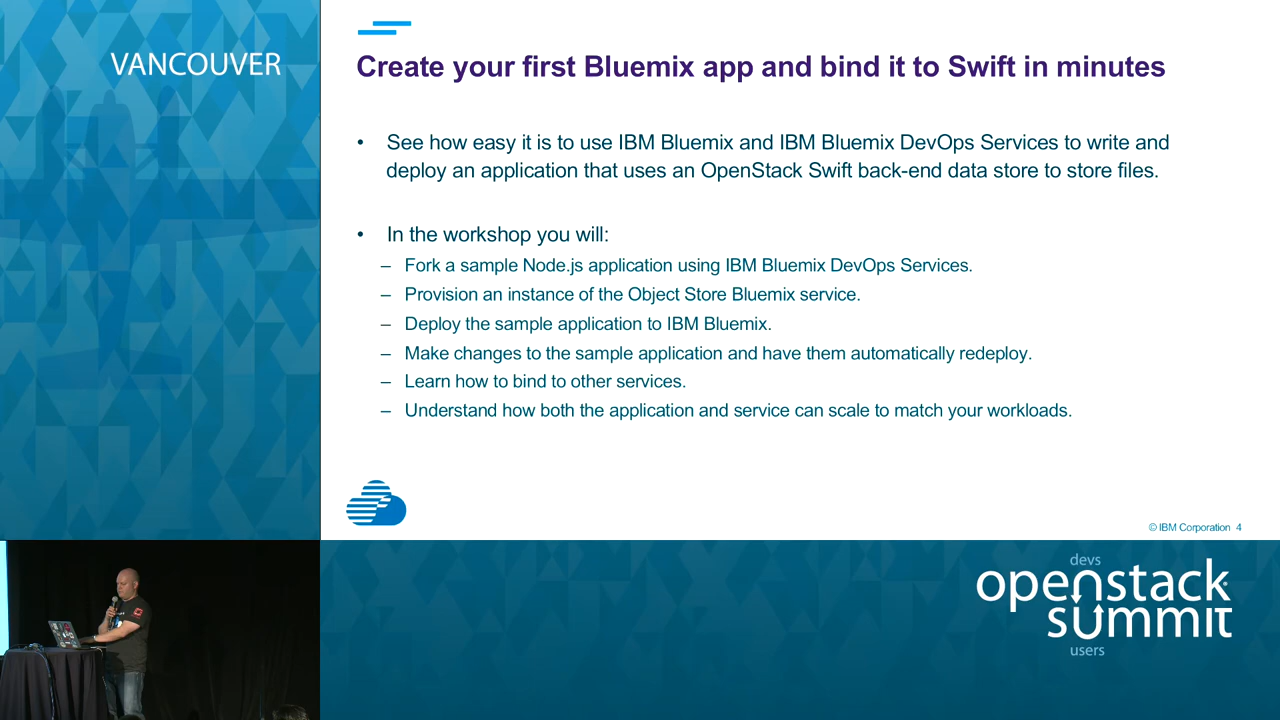 VANCOUVER
Create your first Bluemix app and bind it to Swift in minutes
• See how easy it is to use IBM Bluemix and IBM Bluemix DevOps Services to write and
deploy an application that uses an OpenStack Swift back-end data store to store files.
• In the workshop you will:
– Fork a sample Node.js application using IBM Bluemix DevOps Services.
– Provision an instance of the Object Store Bluemix service.
– Deploy the sample application to IBM Bluemix.
– Make changes to the sample application and have them automatically redeploy.
– Learn how to bind to other services.
– Understand how both the application and service can scale to match your workloads.
© IBM Corporation 4
devs
openstack
summit
users